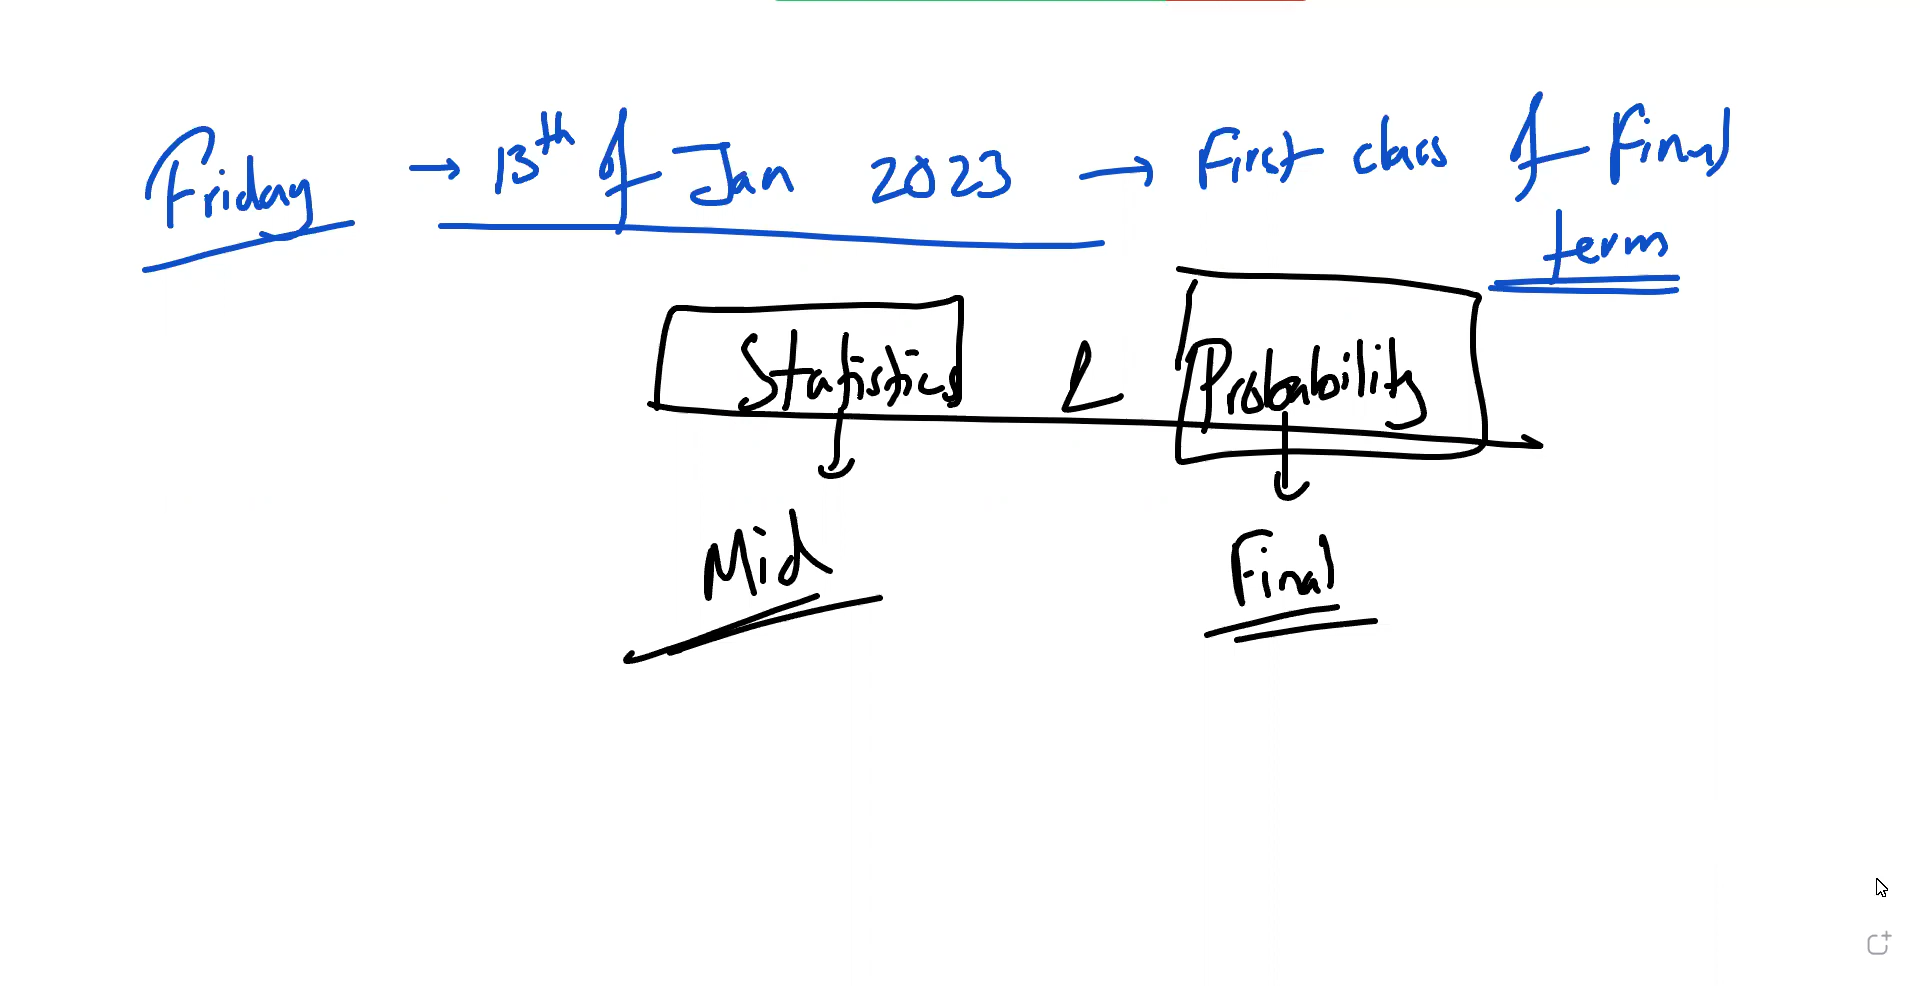 Friday → 13th of Jan 2023 → First class of Final
term
Statistics & Probability
Mid Final